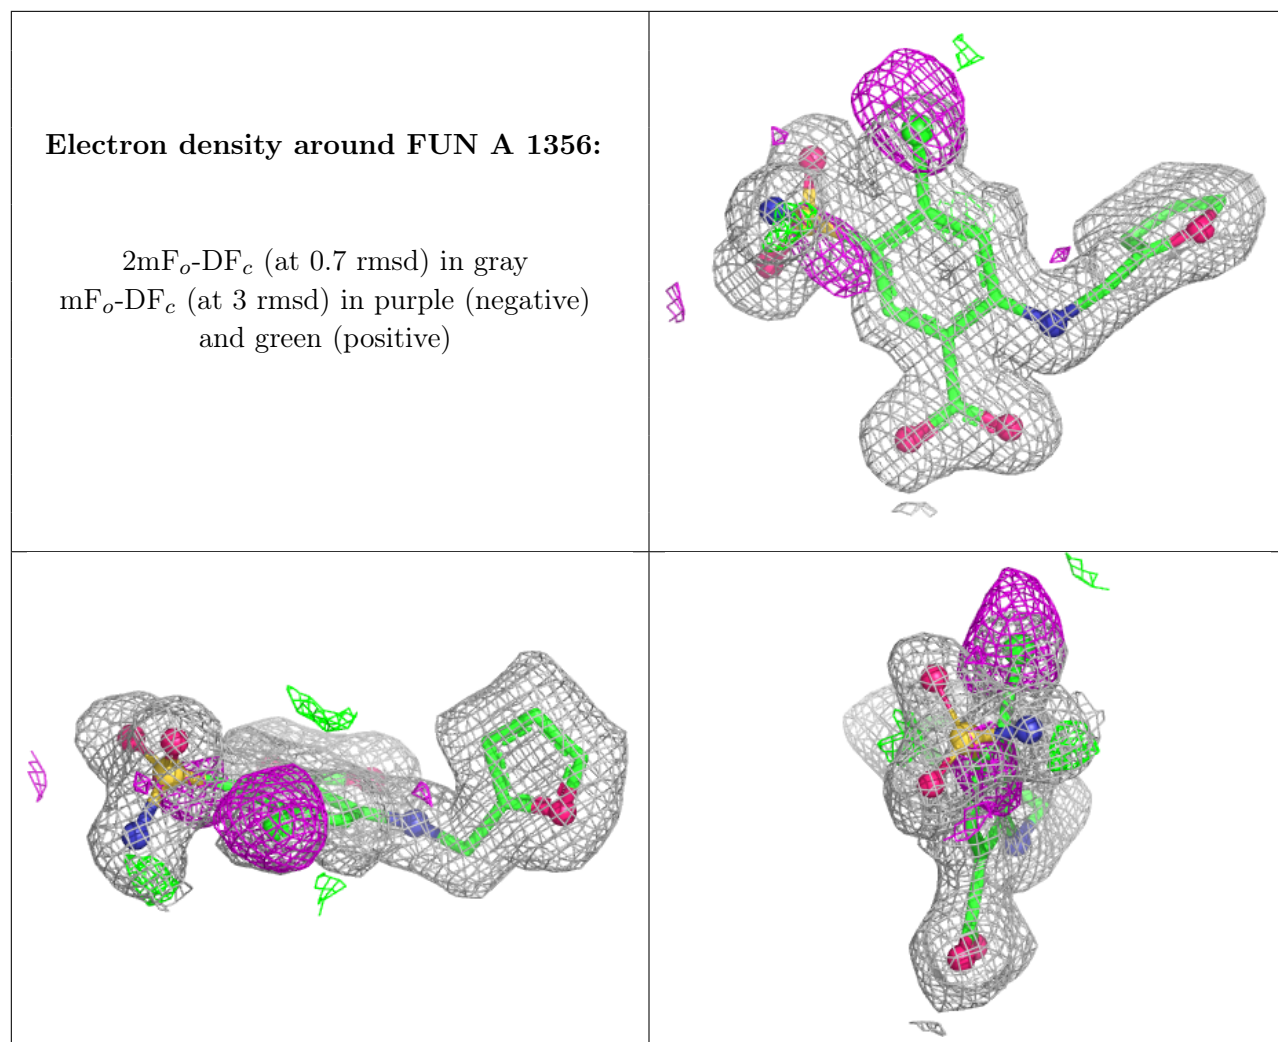 Electron density around FUN A 1356:
2mFo-DFc (at 0.7 rmsd) in gray
mFo-DFc (at 3 rmsd) in purple (negative)
and green (positive)